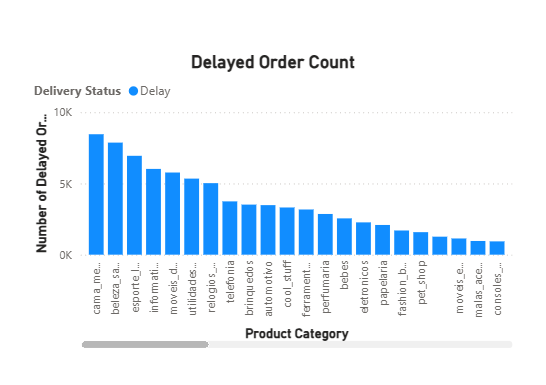 Delayed Order Count
Delivery Status Delay
Number of Delayed Or...
10K
5K
0K
cama_me...
beleza_sa...
esporte_l...
informati...
moveis_d...
utilidades...
relogios_...
telefonia
brinquedos
automotivo
cool_stuff
ferrament...
perfumaria
bebes
eletronicos
papelaria
fashion_b...
pet_shop
moveis_e...
malas_ace...
consoles_...
Product Category